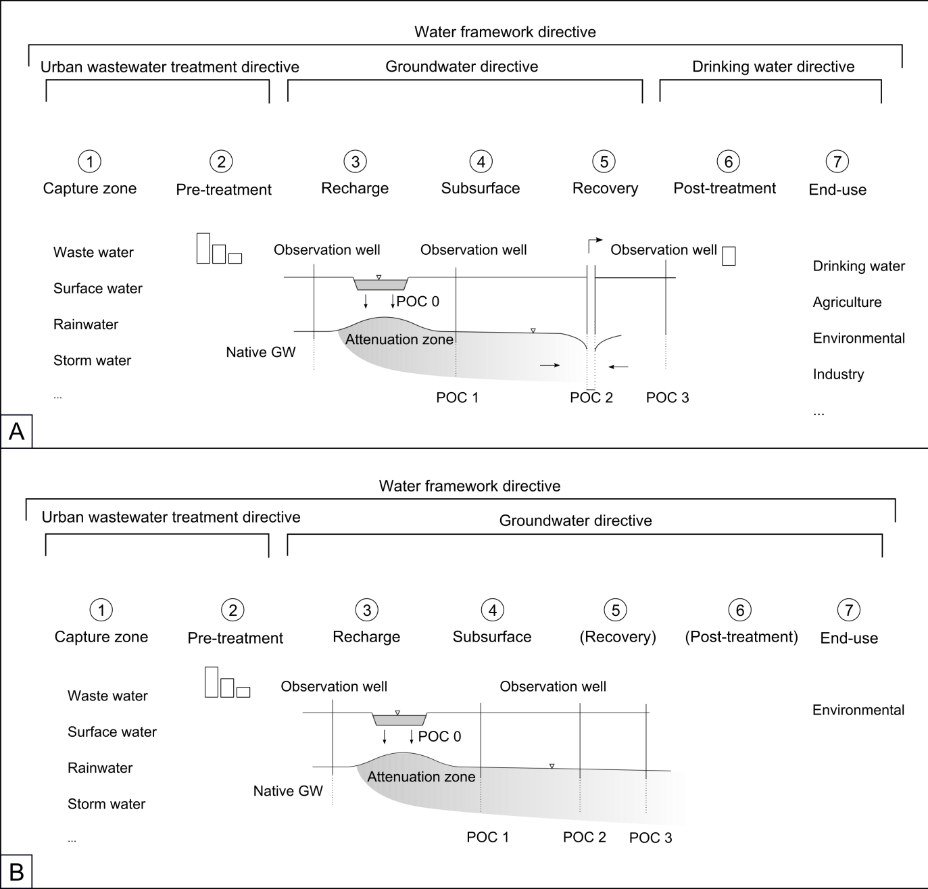 Water framework directive
Urban wastewater treatment directive
Groundwater directive
Drinking water directive
1
2
3
4
5
6
7
Capture zone
Pre-treatment
Recharge
Subsurface
Recovery
Post-treatment
End-use
Waste water
Surface water
Rainwater
Storm water
...
Observation well
Observation well
Observation well
POC 0
Attenuation zone
Native GW
POC 1
POC 2
POC 3
Drinking water
Agriculture
Environmental
Industry
...
A
Water framework directive
Urban wastewater treatment directive
Groundwater directive
1
2
3
4
5
6
7
Capture zone
Pre-treatment
Recharge
Subsurface
(Recovery)
(Post-treatment)
End-use
Waste water
Surface water
Rainwater
Storm water
...
Observation well
Observation well
POC 0
Attenuation zone
Native GW
POC 1
POC 2
POC 3
Environmental
B